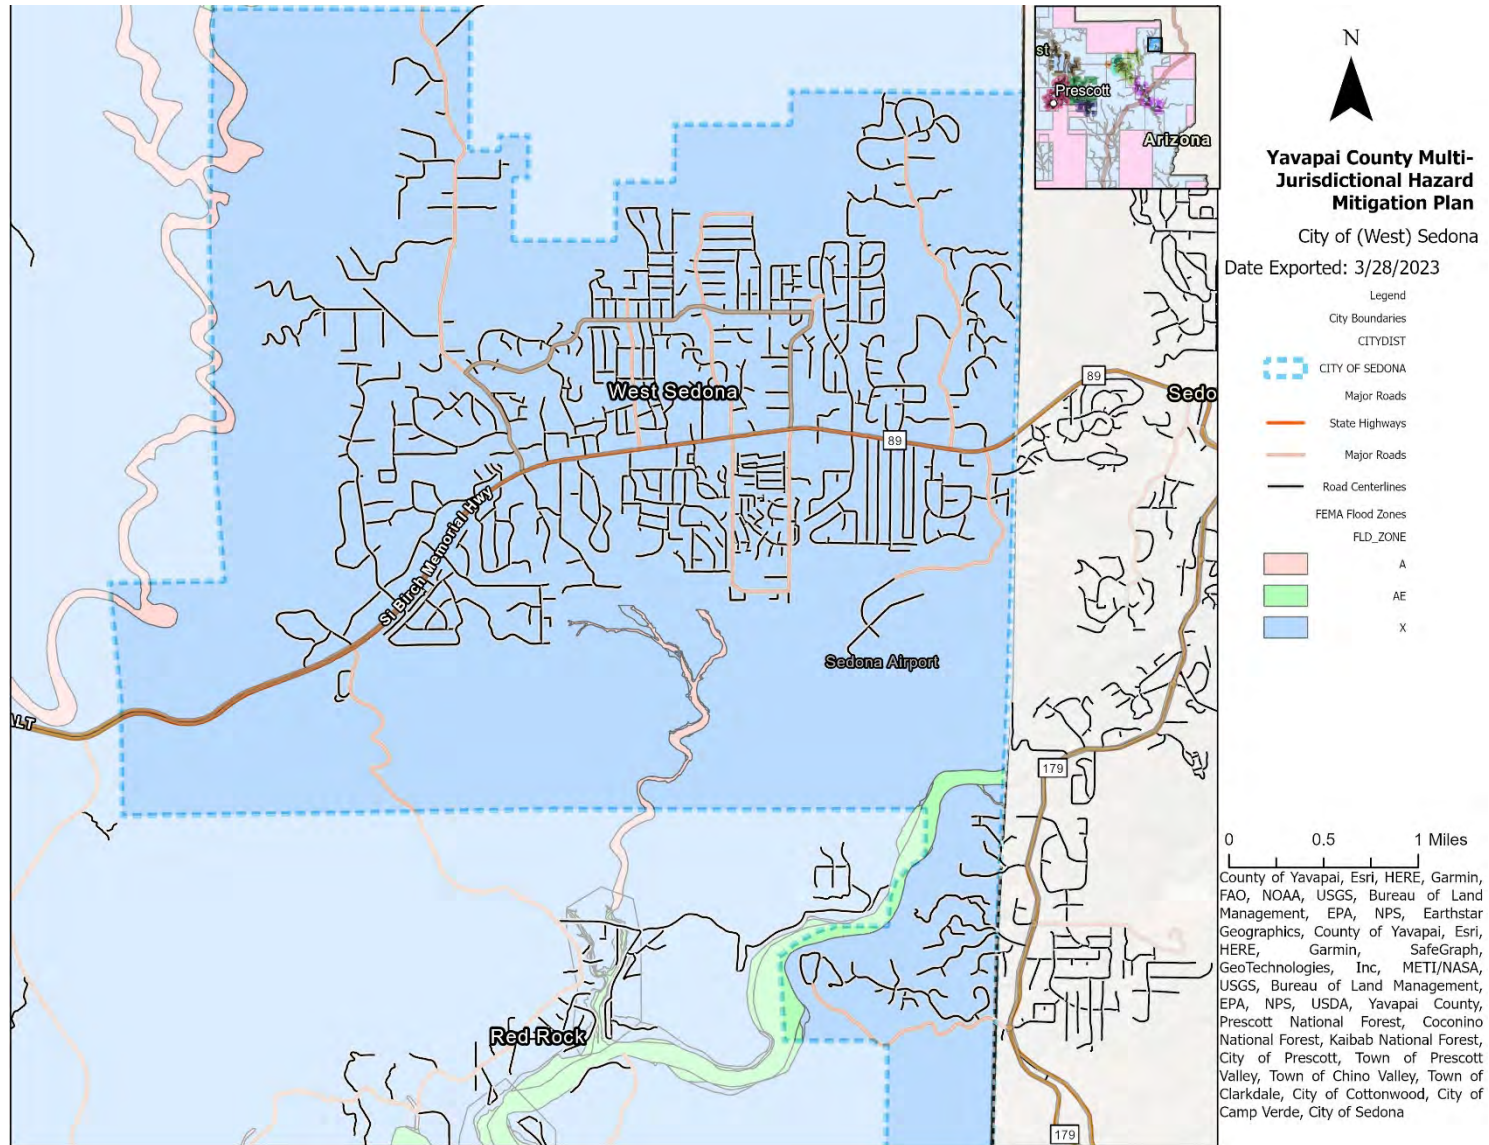 st
Prescott
Arizona
N
Yavapai County Multi-
Jurisdictional Hazard
Mitigation Plan
City of (West) Sedona
Date Exported: 3/28/2023
Legend
City Boundaries
CITYDIST
CITY OF SEDONA
Major Roads
State Highways
Major Roads
Road Centerlines
FEMA Flood Zones
FLD_ZONE
A
AE
X
89
West Sedona
Sedo
89
Si Birch Memorial Hwy
Sedona Airport
ALT
179
Red Rock
179
0 0.5 1 Miles
County of Yavapai, Esri, HERE, Garmin,
FAO, NOAA, USGS, Bureau of Land
Management, EPA, NPS, Earthstar
Geographics, County of Yavapai, Esri,
HERE, Garmin, SafeGraph,
GeoTechnologies, Inc, METI/NASA,
USGS, Bureau of Land Management,
EPA, NPS, USDA, Yavapai County,
Prescott National Forest, Coconino
National Forest, Kaibab National Forest,
City of Prescott, Town of Prescott
Valley, Town of Chino Valley, Town of
Clarkdale, City of Cottonwood, City of
Camp Verde, City of Sedona